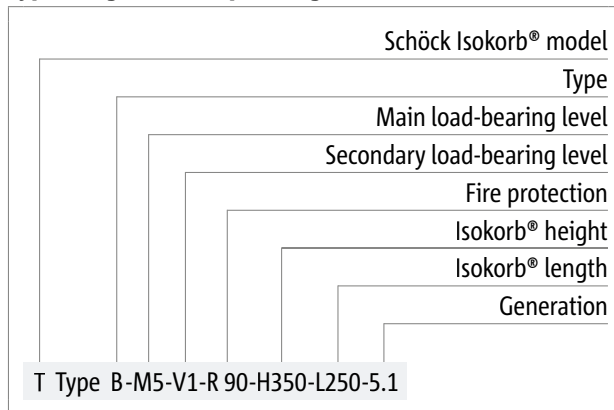 Schöck Isokorb® model
Type
Main load-bearing level
Secondary load-bearing level
Fire protection
Isokorb® height
Isokorb® length
Generation
T Type B-M5-V1-R 90-H350-L250-5.1